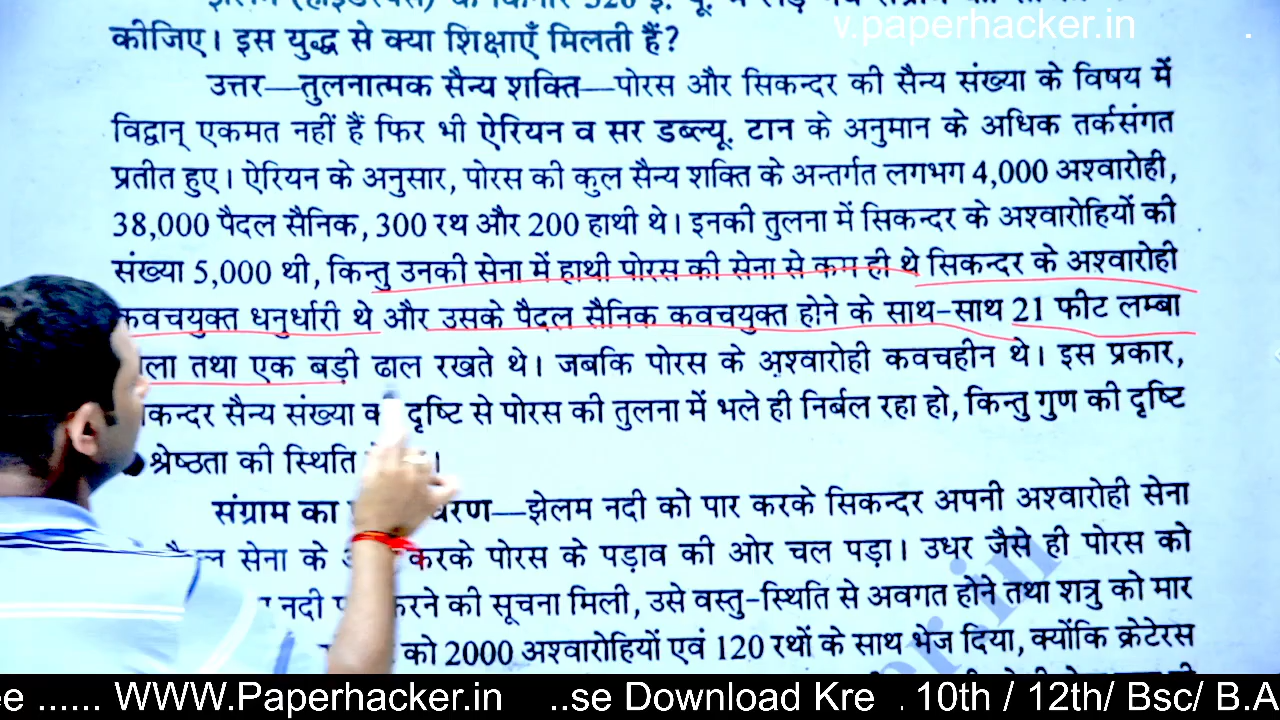 v.paperhacker.in
कीजिए। इस युद्ध से क्या शिक्षाएँ मिलती हैं?
उत्तर—तुलनात्मक सैन्य शक्ति—पोरस और सिकन्दर की सैन्य संख्या के विषय में
विद्वान् एकमत नहीं हैं फिर भी ऐरियन व सर डब्ल्यू. टान के अनुमान के अधिक तर्कसंगत
प्रतीत हुए। ऐरियन के अनुसार, पोरस की कुल सैन्य शक्ति के अन्तर्गत लगभग 4,000 अश्वारोही,
38,000 पैदल सैनिक, 300 रथ और 200 हाथी थे। इनकी तुलना में सिकन्दर के अश्वारोहियों की
संख्या 5,000 थी, किन्तु उनकी सेना में हाथी पोरस की सेना से कम ही थे सिकन्दर के अश्वारोही
कवचयुक्त धनुर्धारी थे और उसके पैदल सैनिक कवचयुक्त होने के साथ-साथ 21 फीट लम्बा
तथा एक बड़ी ढाल रखते थे। जबकि पोरस के अश्वारोही कवचहीन थे। इस प्रकार,
सैन्य संख्या दृष्टि से पोरस की तुलना में भले ही निर्बल रहा हो, किन्तु गुण की दृष्टि
श्रेष्ठता की स्थिति
संग्राम का —झेलम नदी को पार करके सिकन्दर अपनी अश्वारोही सेना
सेना के करके पोरस के पड़ाव की ओर चल पड़ा। उधर जैसे ही पोरस को
नदी करने की सूचना मिली, उसे वस्तु-स्थिति से अवगत होने तथा शत्रु को मार
को 2000 अश्वारोहियों एवं 120 रथों के साथ भेज दिया, क्योंकि क्रेटेरस
ee ...... WWW.Paperhacker.in ..se Download Kre . 10th / 12th/ Bsc/ B.A